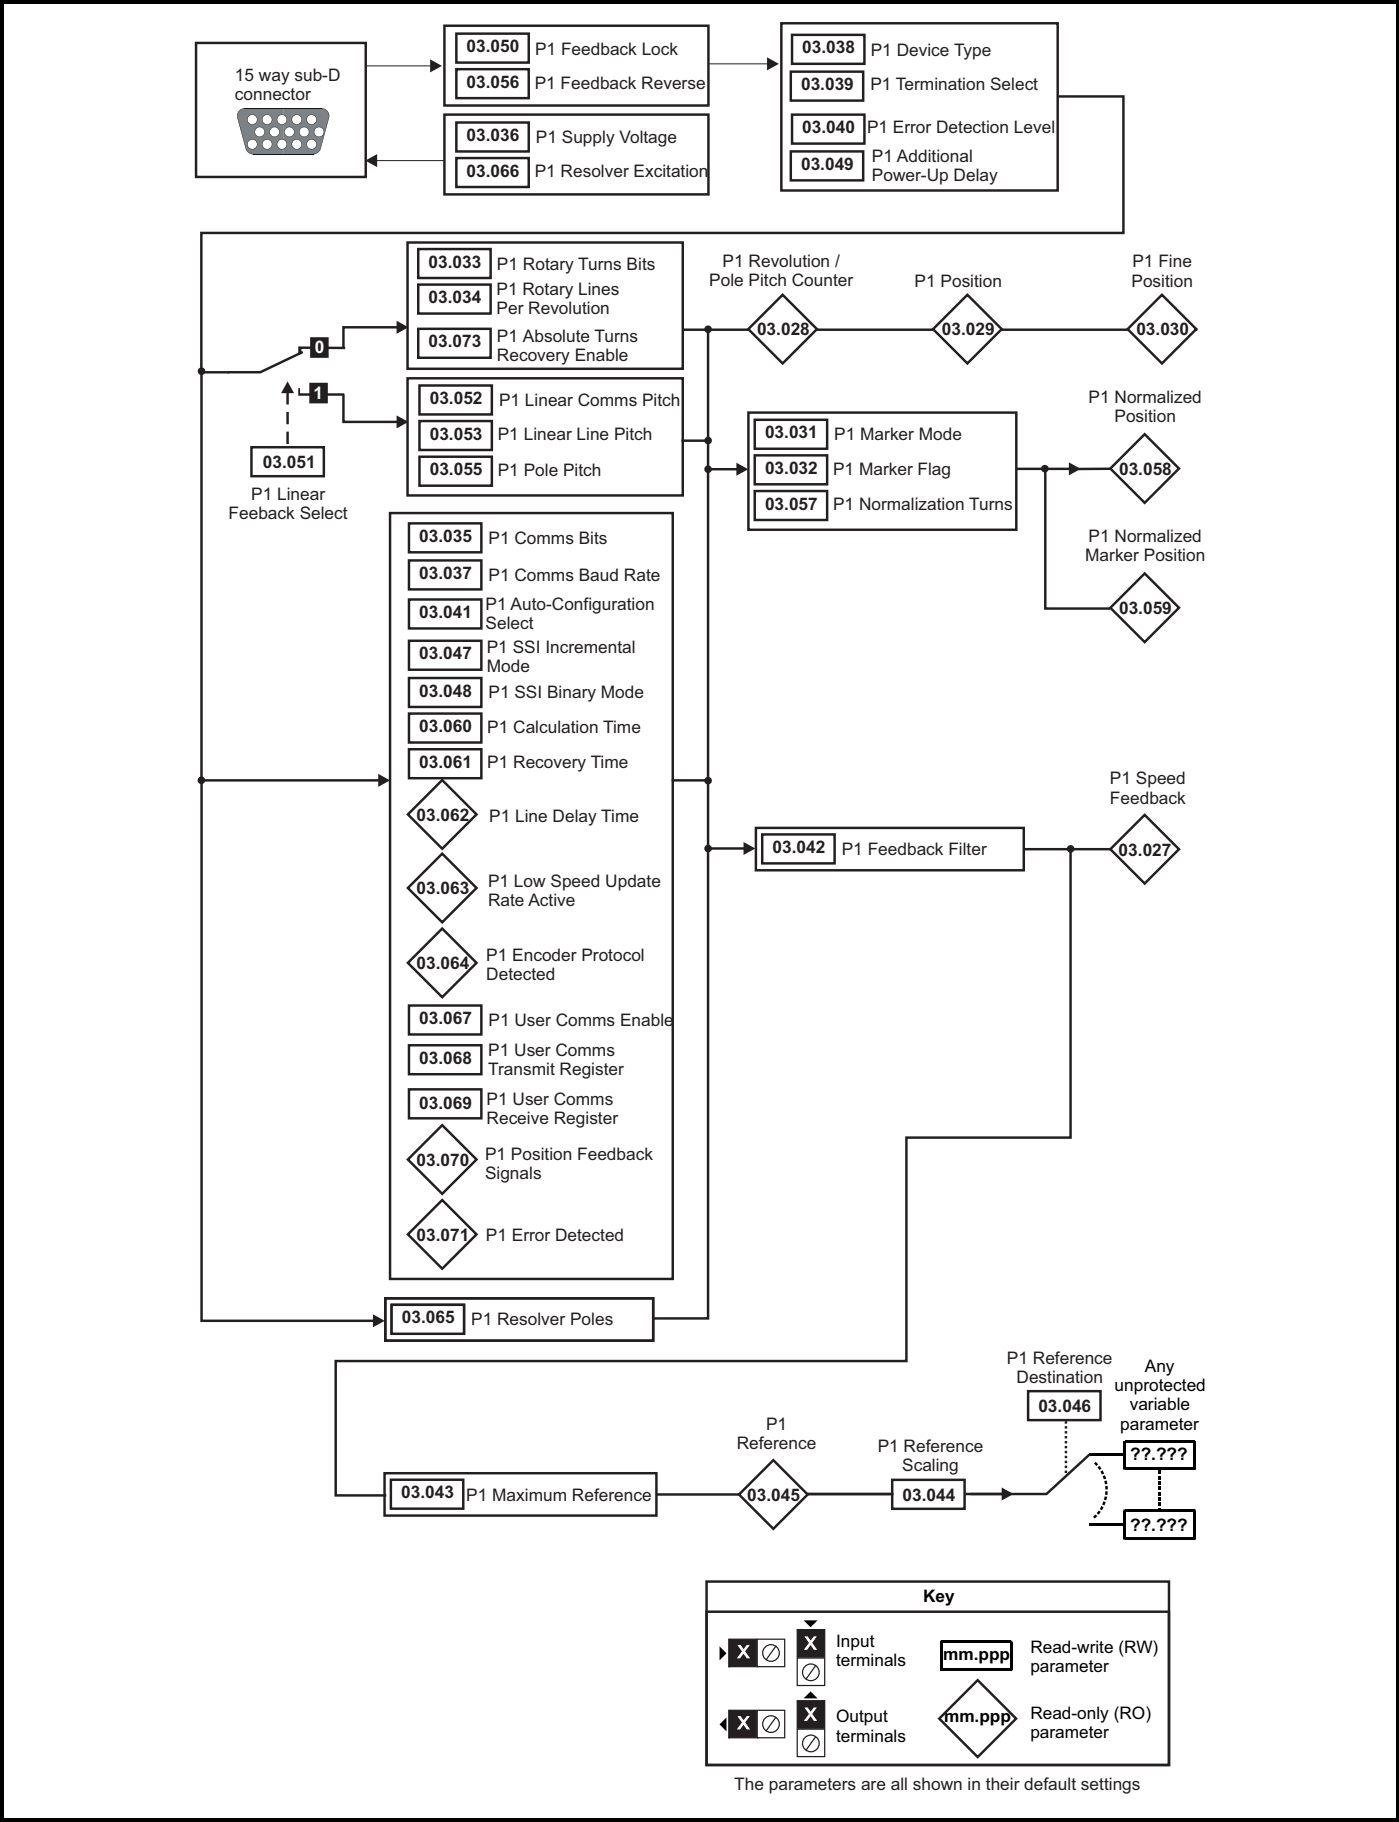 15 way sub-D
connector
03.050 P1 Feedback Lock
03.056 P1 Feedback Reverse
03.036 P1 Supply Voltage
03.066 P1 Resolver Excitation
03.038 P1 Device Type
03.039 P1 Termination Select
03.040 P1 Error Detection Level
03.049 P1 Additional
Power-Up Delay
03.033 P1 Rotary Turns Bits
03.034 P1 Rotary Lines
Per Revolution
03.073 P1 Absolute Turns
Recovery Enable
0
1
03.051
P1 Linear
Feeback Select
03.052 P1 Linear Comms Pitch
03.053 P1 Linear Line Pitch
03.055 P1 Pole Pitch
P1 Revolution /
Pole Pitch Counter
03.028
P1 Position
03.029
P1 Fine
Position
03.030
03.031 P1 Marker Mode
03.032 P1 Marker Flag
03.057 P1 Normalization Turns
P1 Normalized
Position
03.058
P1 Normalized
Marker Position
03.059
03.035 P1 Comms Bits
03.037 P1 Comms Baud Rate
03.041 P1 Auto-Configuration
Select
03.047 P1 SSI Incremental
Mode
03.048 P1 SSI Binary Mode
03.060 P1 Calculation Time
03.061 P1 Recovery Time
03.062 P1 Line Delay Time
03.063 P1 Low Speed Update
Rate Active
03.064 P1 Encoder Protocol
Detected
03.067 P1 User Comms Enable
03.068 P1 User Comms
Transmit Register
03.069 P1 User Comms
Receive Register
03.070 P1 Position Feedback
Signals
03.071 P1 Error Detected
03.042 P1 Feedback Filter
P1 Speed
Feedback
03.027
03.065 P1 Resolver Poles
03.043 P1 Maximum Reference
P1
Reference
03.045
P1 Reference
Scaling
03.044
P1 Reference
Destination
03.046
Any
unprotected
variable
parameter
??.???
??.???
Key
X X Input
terminals
mm.ppp Read-write (RW)
parameter
X X Output
terminals
mm.ppp Read-only (RO)
parameter
The parameters are all shown in their default settings